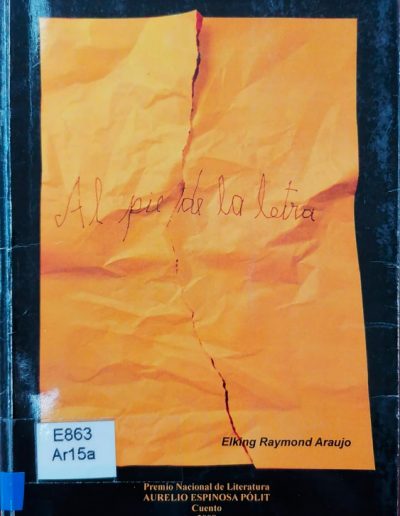 Al pie de la letra
Elking Raymond Araujo
E863
Ar15a
Premio Nacional de Literatura
AURELIO ESPINOSA PÓLIT
Cuento